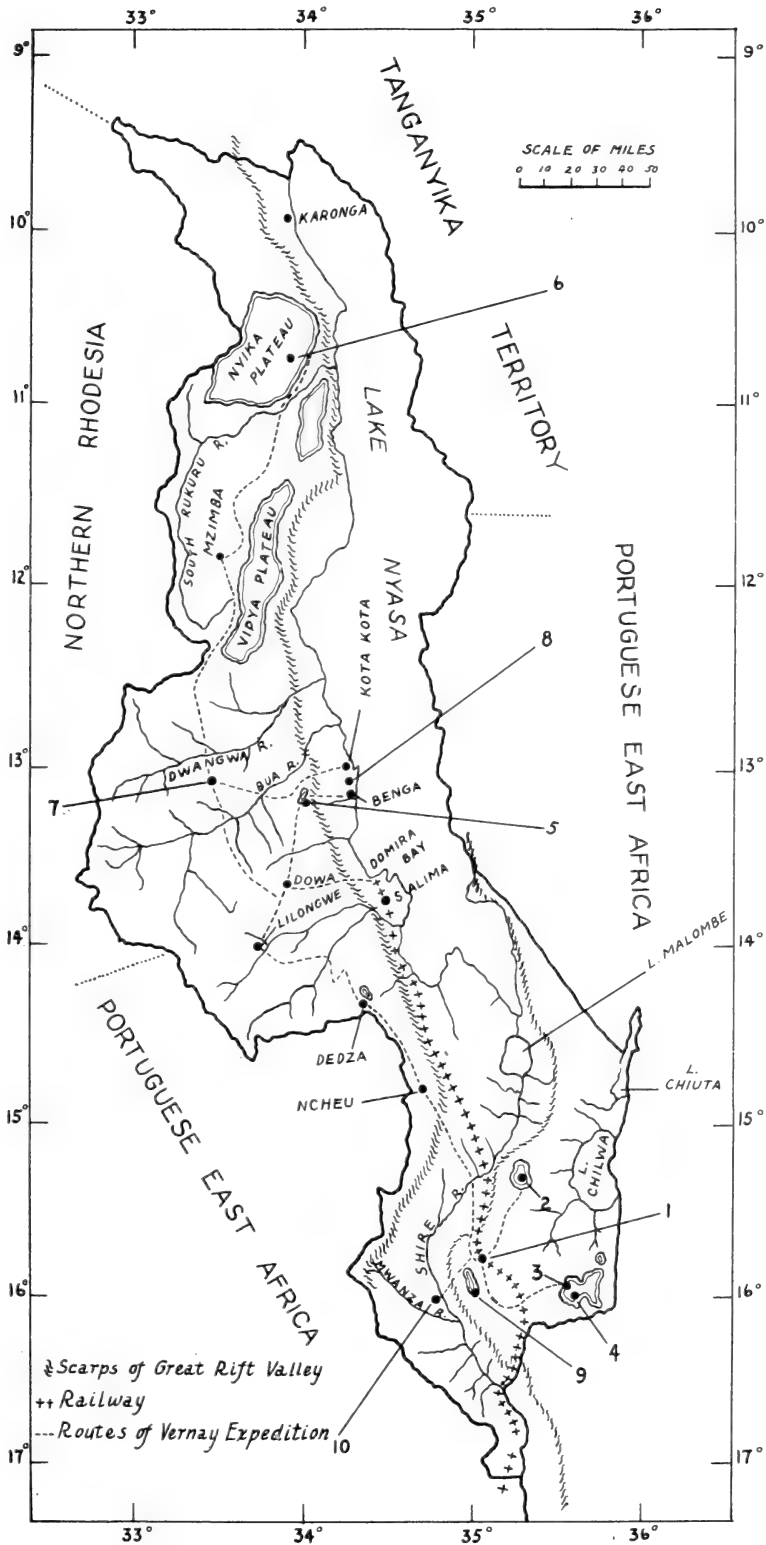 33°
34°
35°
36°
9°
9°
TANGANYIKA
SCALE OF MILES
0 10 20 30 40 50
KARONGA
10°
10°
6
NYIKA
PLATEAU
TERRITORY
NORTHERN RHODESIA
11°
11°
LAKE
SOUTH RUKURU R.
MZIMBA
VIPYA PLATEAU
NYASA
12°
12°
KOTA KOTA
PORTUGUESE EAST AFRICA
8
13°
13°
DWANGWA R.
BUA R.
BENGA
7
5
DOMIRA
BAY
DOWA
SALIMA
LILONGWE
14°
14°
L. MALOMBE
PORTUGUESE EAST AFRICA
DEDZA
NCHEU
L.
CHIUTA
15°
15°
L.
CHILWA
2
1
SHIRE R.
3
MWANZA R.
16°
16°
4
9
Scarps of Great Rift Valley
++ Railway
--- Routes of Vernay Expedition
10
17°
17°
33°
34°
35°
36°